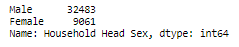 Male      32483
Female     9061
Name: Household Head Sex, dtype: int64